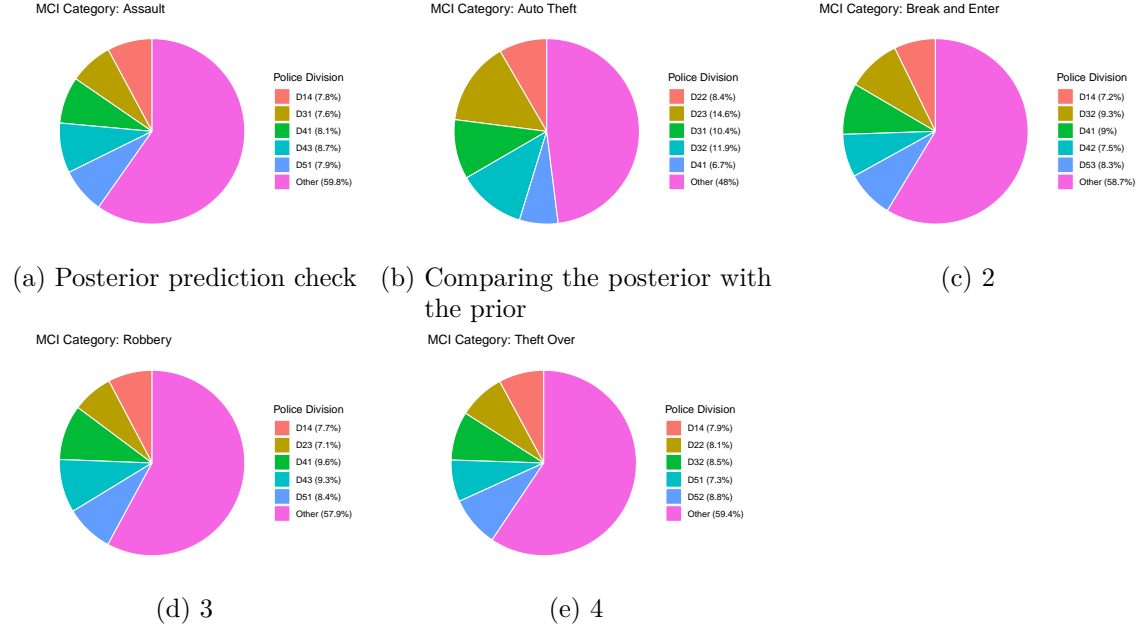 MCI Category: Assault
Police Division
D14 (7.8%)
D31 (7.6%)
D41 (8.1%)
D43 (8.7%)
D51 (7.9%)
Other (59.8%)
(a) Posterior prediction check
MCI Category: Auto Theft
Police Division
D22 (8.4%)
D23 (14.6%)
D31 (10.4%)
D32 (11.9%)
D41 (6.7%)
Other (48%)
(b) Comparing the posterior with
the prior
MCI Category: Break and Enter
Police Division
D14 (7.2%)
D32 (9.3%)
D41 (9%)
D42 (7.5%)
D53 (8.3%)
Other (58.7%)
(c) 2
MCI Category: Robbery
Police Division
D14 (7.7%)
D23 (7.1%)
D41 (9.6%)
D43 (9.3%)
D51 (8.4%)
Other (57.9%)
(d) 3
MCI Category: Theft Over
Police Division
D14 (7.9%)
D22 (8.1%)
D32 (8.5%)
D51 (7.3%)
D52 (8.8%)
Other (59.4%)
(e) 4